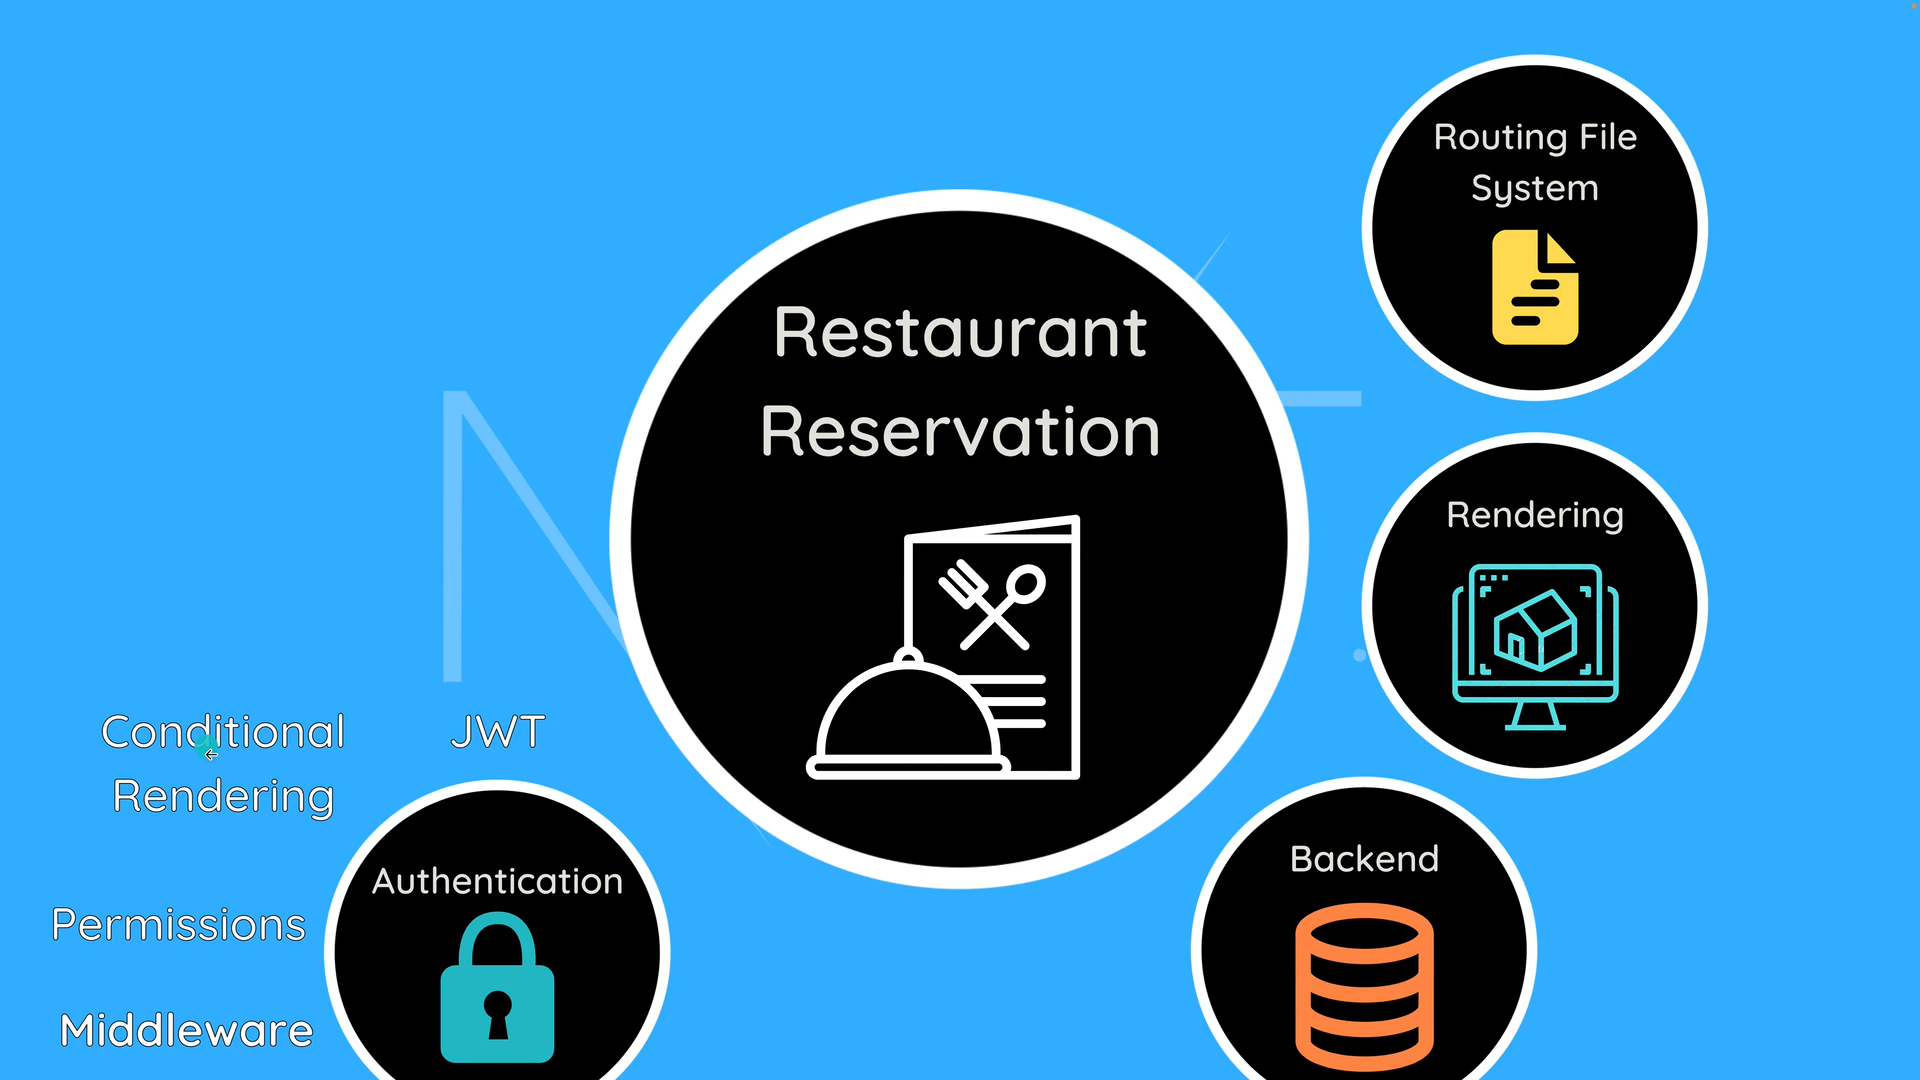 Routing File
System
Restaurant
Reservation
Rendering
Conditional
Rendering
JWT
Backend
Authentication
Permissions
Middleware